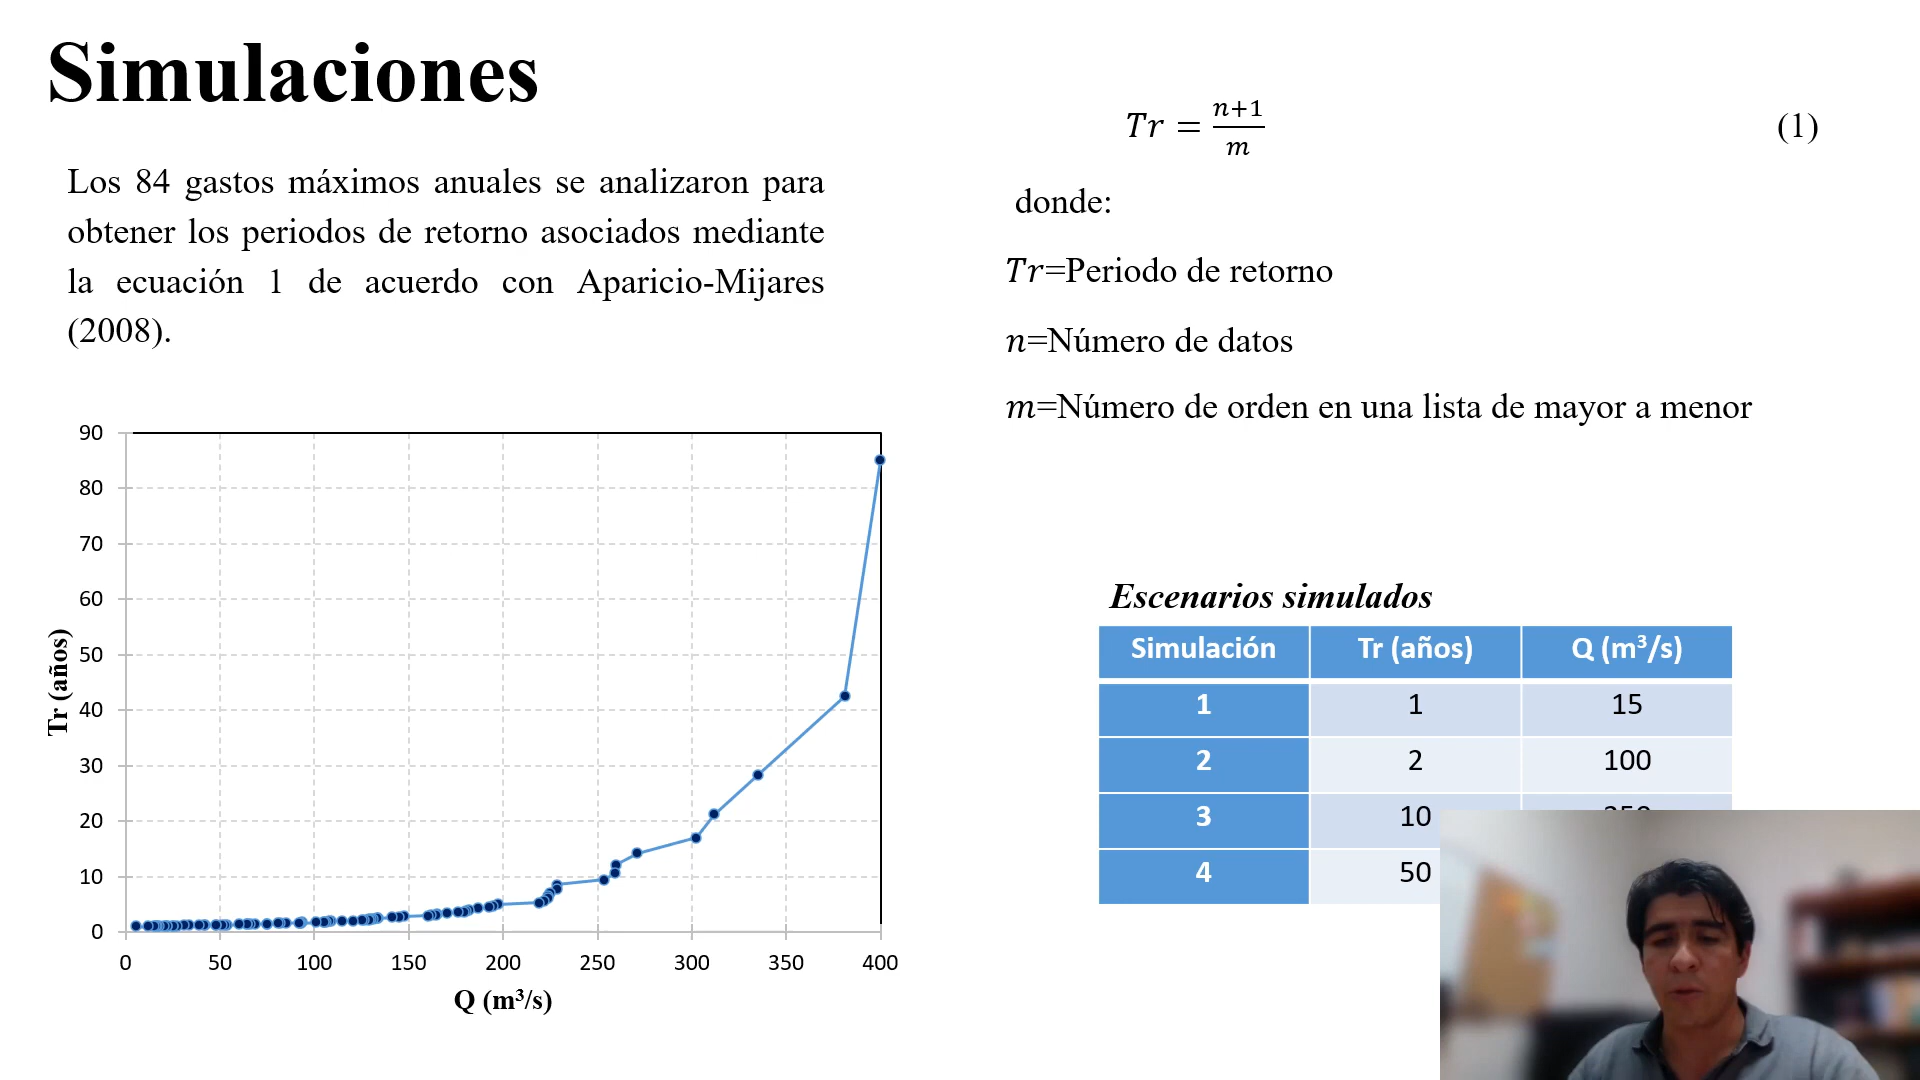 Simulaciones
Los 84 gastos máximos anuales se analizaron para
obtener los periodos de retorno asociados mediante
la ecuación 1 de acuerdo con Aparicio-Mijares
(2008).
Tr = n+1/m (1)
donde:
Tr=Periodo de retorno
n=Número de datos
m=Número de orden en una lista de mayor a menor
90
80
70
60
50
40
30
20
10
0
Tr (años)
0 50 100 150 200 250 300 350 400
Q (m³/s)
Escenarios simulados
Simulación Tr (años) Q (m³/s)
1 1 15
2 2 100
3 10
4 50